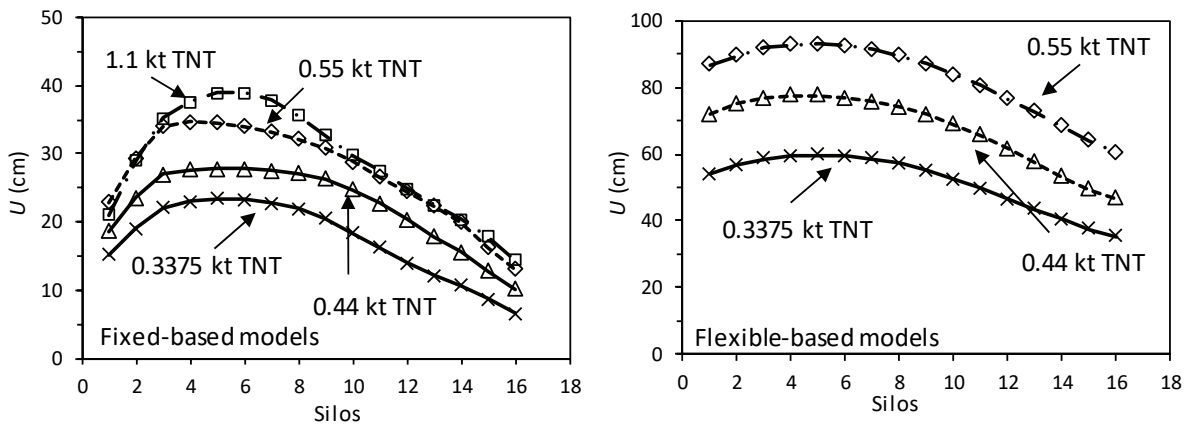 50
40
30
20
10
0
U (cm)
1.1 kt TNT
0.55 kt TNT
0.3375 kt TNT
0.44 kt TNT
Fixed-based models
0 2 4 6 8 10 12 14 16 18
Silos
100
80
60
40
20
0
U (cm)
0.55 kt TNT
0.3375 kt TNT
0.44 kt TNT
Flexible-based models
0 2 4 6 8 10 12 14 16 18
Silos